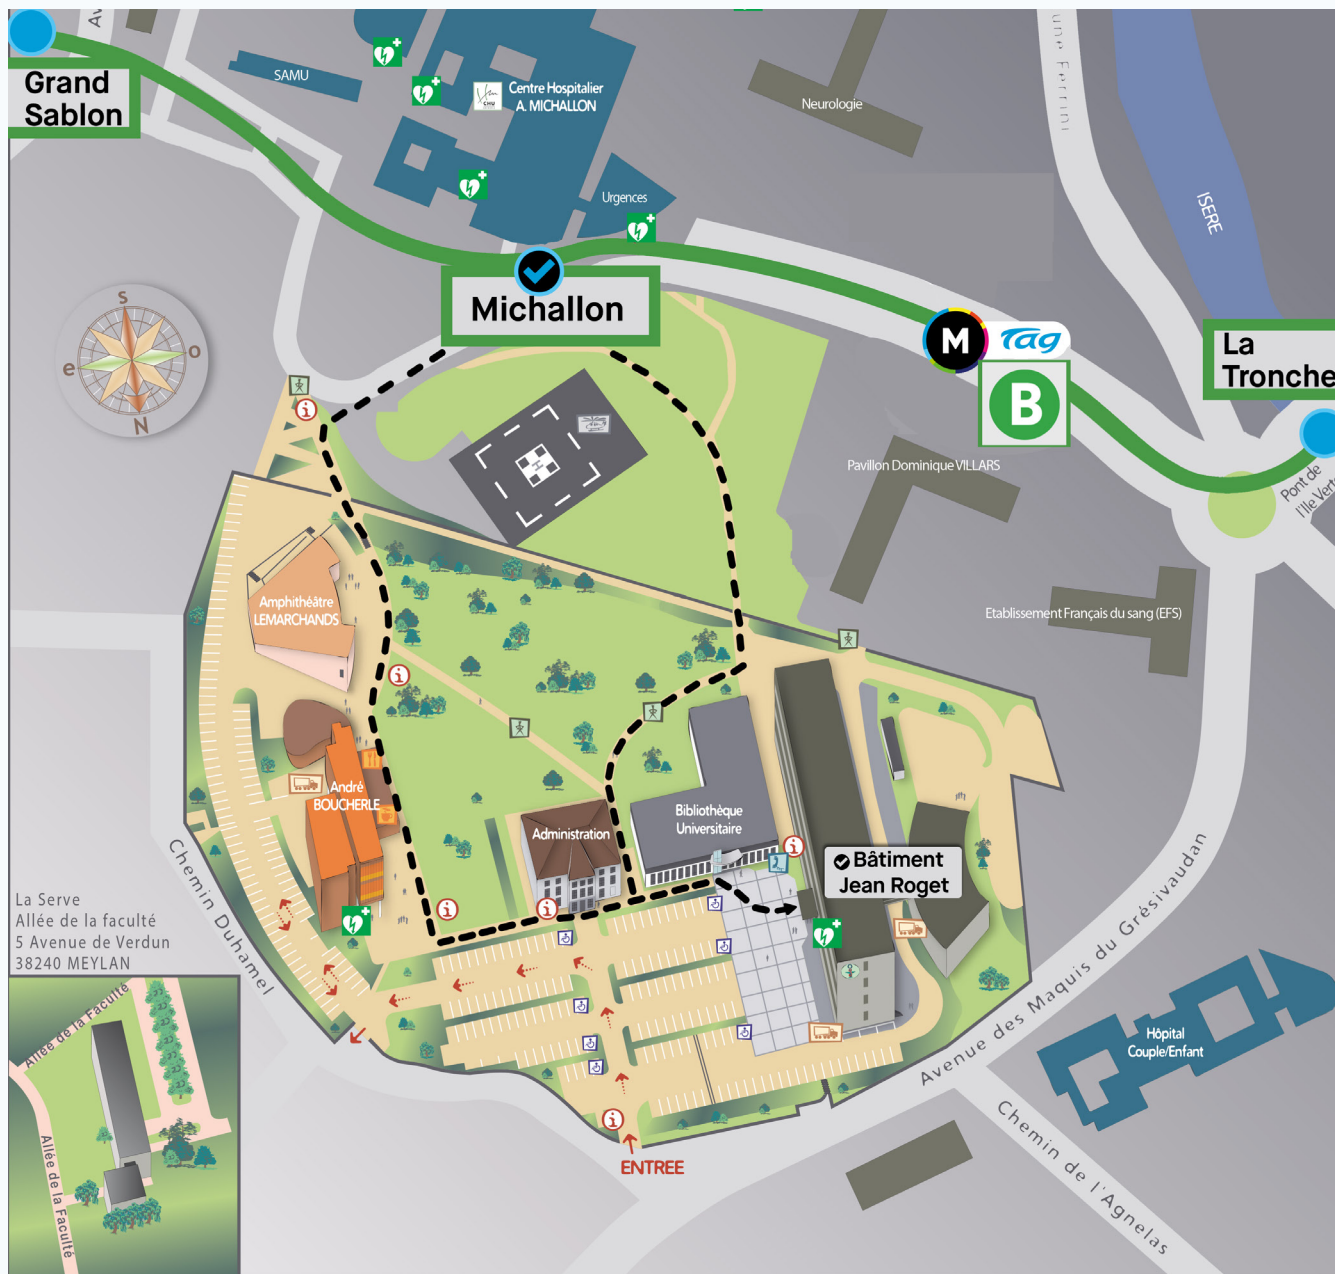 Av
Grand
Sablon
SAMU
CHU
Centre Hospitalier
A. MICHALLON
Neurologie
Urgences
ISERE
Michallon
M
Tag
B
La
Tronche
S
e
o
N
i
Pavillon Dominique VILLARS
Pont de
l'Ile Verte
Etablissement Français du sang (EFS)
Amphithéâtre
LEMARCHANDS
i
André
BOUCHERLE
Administration
Bibliothèque
Universitaire
i
Bâtiment
Jean Roget
i
i
La Serve
Allée de la faculté
5 Avenue de Verdun
38240 MEYLAN
Chemin Duhamel
Avenue des Maquis du Grésivaudan
Hôpital
Couple/Enfant
Chemin de l'Agnelas
i
ENTREE
Allée de la Faculté
Allée de la Faculté